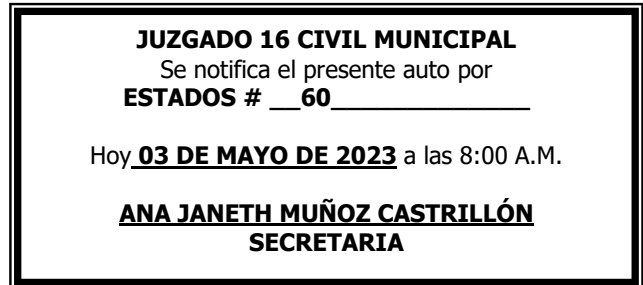 JUZGADO 16 CIVIL MUNICIPAL
Se notifica el presente auto por
ESTADOS # __60_______________
Hoy 03 DE MAYO DE 2023 a las 8:00 A.M.
ANA JANETH MUÑOZ CASTRILLÓN
SECRETARIA